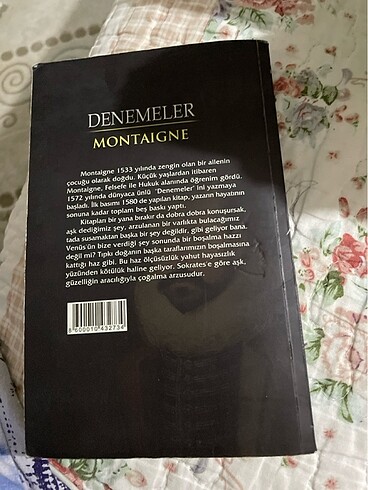 DENEMELER
MONTAIGNE
Montaigne 1533 yılında zengin olan bir ailenin
çocuğu olarak doğdu. Küçük yaşlardan itibaren
Montaigne, Felsefe ile Hukuk alanında öğrenim gördü.
1572 yılında dünyaca ünlü 'Denemeler' ini yazmaya
başladı. İlk basımı 1580 de yapılan kitap, yazarın hayatının
sonuna kadar toplam beş baskı yaptı.
Kitapları bir yana bırakır da dobra dobra konuşursak,
aşk dediğimiz şey, arzulanan bir varlıkta bulacağımız
tada susamaktan başka bir şey değildir, gibi geliyor bana.
Venüs'ün bize verdiği şey sonunda bir boşalma hazzı
değil mi? Tıpkı doğanın başka taraflarımızın boşalmasına
kattığı haz gibi. Bu haz ölçüsüzlük yahut hayasızlık
yüzünden kötülük haline geliyor. Sokrates'e göre aşk,
güzelliğin aracılığıyla çoğalma arzusudur.
8600010432734